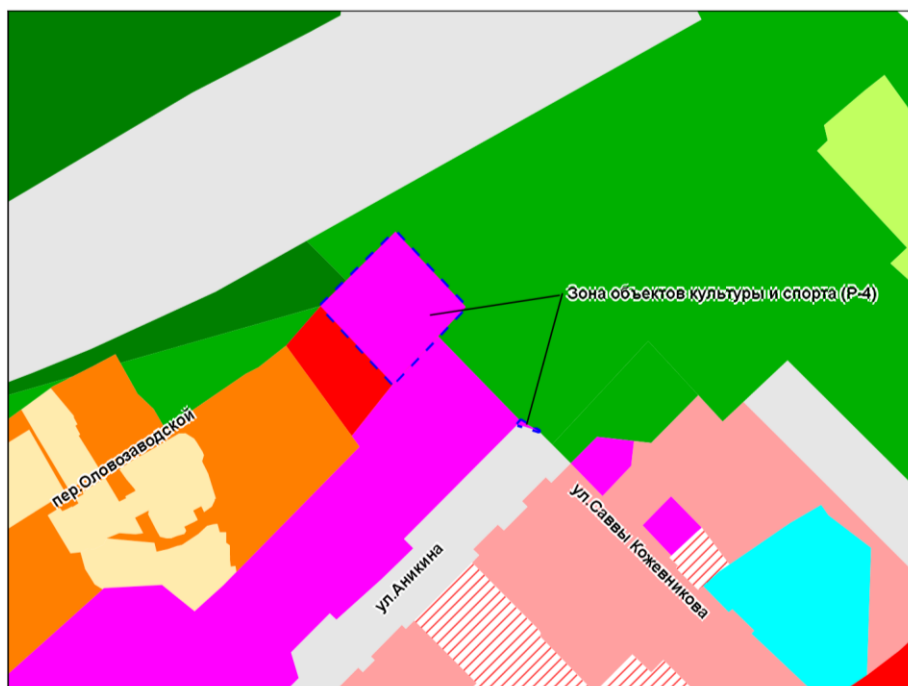 Зона объектов культуры и спорта (Р-4)
пер.Оловозаводской
ул.Аникина
ул.Саввы Кожевникова